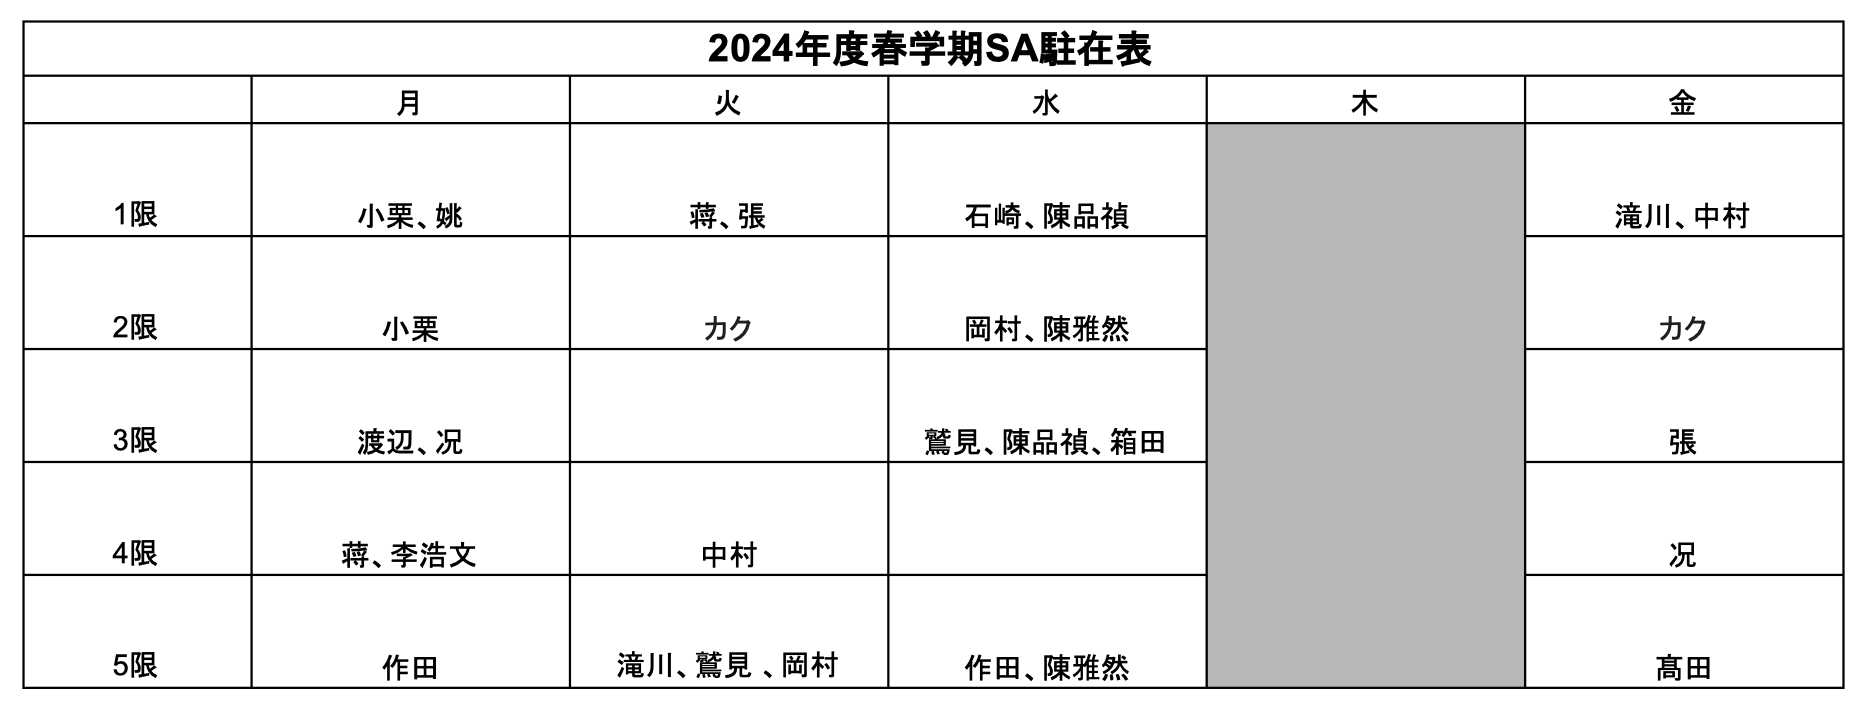 2024年度春学期SA駐在表
月 火 水 木 金
1限 小栗、姚 蒋、張 石崎、陳品禎 滝川、中村
2限 小栗 カク 岡村、陳雅然 カク
3限 渡辺、况 鷲見、陳品禎、箱田 張
4限 蒋、李浩文 中村 况
5限 作田 滝川、鷲見 、岡村 作田、陳雅然 髙田